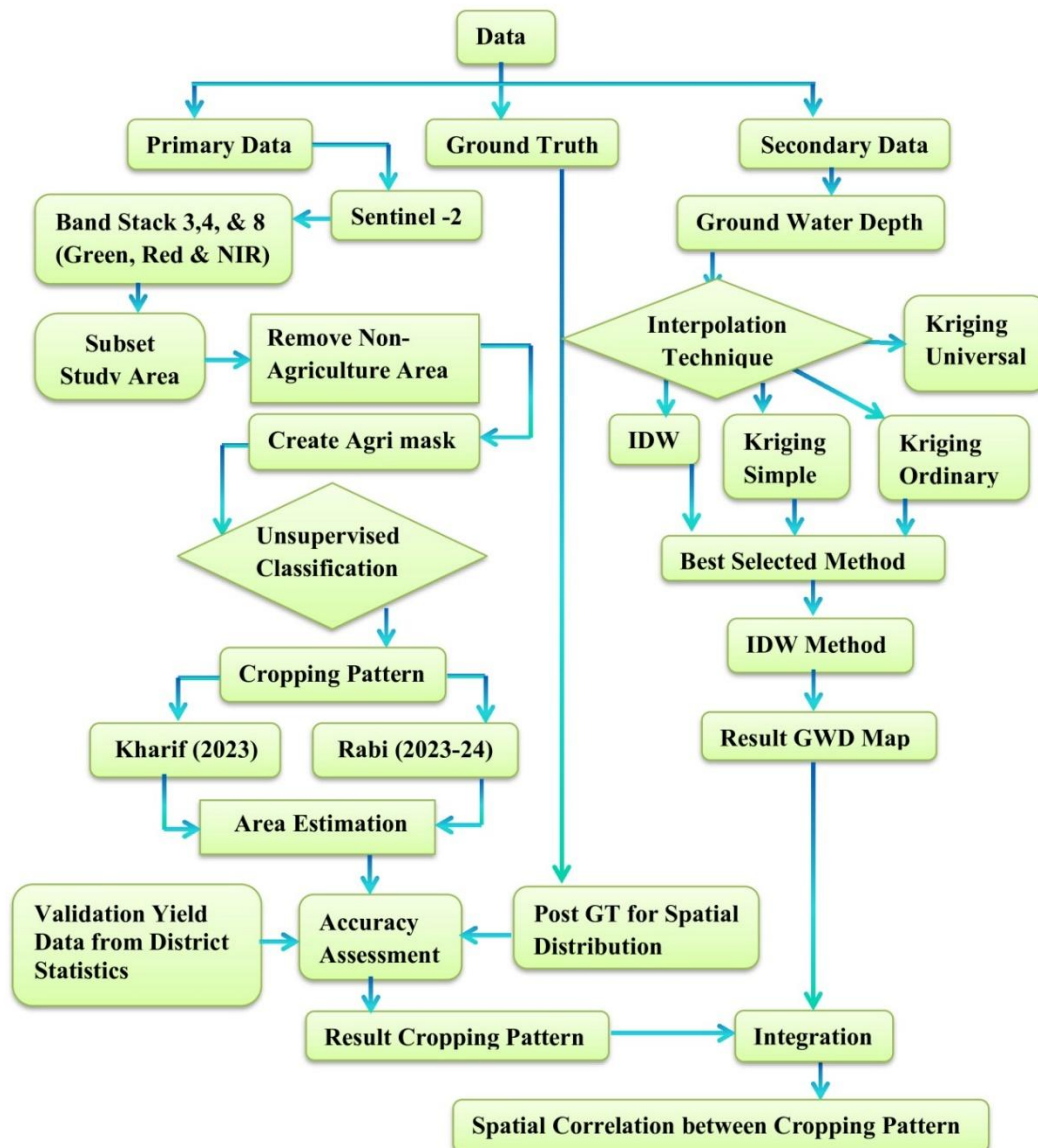 Data
Primary Data
Ground Truth
Secondary Data
Sentinel -2
Band Stack 3,4, & 8
(Green, Red & NIR)
Ground Water Depth
Subset
Study Area
Remove Non-
Agriculture Area
Interpolation
Technique
Kriging
Universal
Create Agri mask
IDW
Kriging
Simple
Kriging
Ordinary
Unsupervised
Classification
Best Selected Method
IDW Method
Cropping Pattern
Kharif (2023)
Rabi (2023-24)
Result GWD Map
Area Estimation
Validation Yield
Data from District
Statistics
Accuracy
Assessment
Post GT for Spatial
Distribution
Result Cropping Pattern
Integration
Spatial Correlation between Cropping Pattern